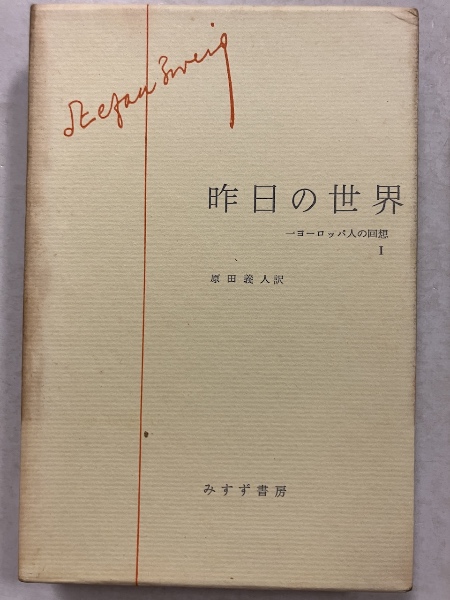 Stefan Zweig
昨日の世界
一ヨーロッパ人の回想
I
原田義人訳
みすず書房